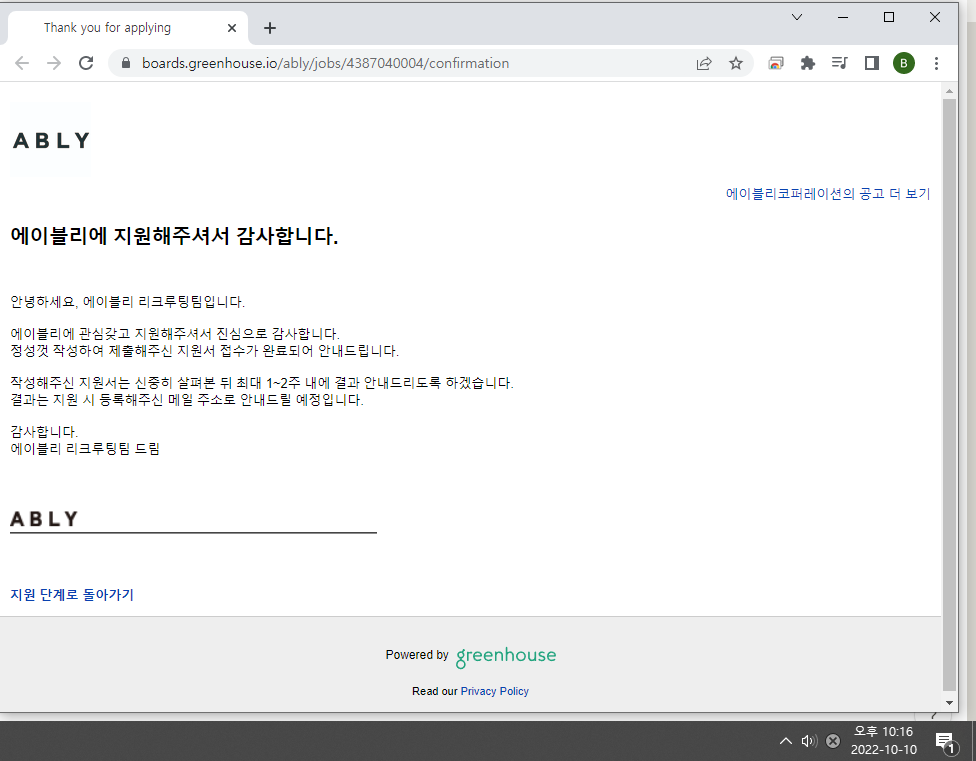 Thank you for applying
boards.greenhouse.io/ably/jobs/4387040004/confirmation
B
ABLY
에이블리코퍼레이션의 공고 더 보기
에이블리에 지원해주셔서 감사합니다.
안녕하세요, 에이블리 리크루팅팀입니다.
에이블리에 관심갖고 지원해주셔서 진심으로 감사합니다.
정성껏 작성하여 제출해주신 지원서 접수가 완료되어 안내드립니다.
작성해주신 지원서는 신중히 살펴본 뒤 최대 1~2주 내에 결과 안내드리도록 하겠습니다.
결과는 지원 시 등록해주신 메일 주소로 안내드릴 예정입니다.
감사합니다.
에이블리 리크루팅팀 드림
ABLY
지원 단계로 돌아가기
Powered by greenhouse
Read our Privacy Policy
오후 10:16
2022-10-10
1